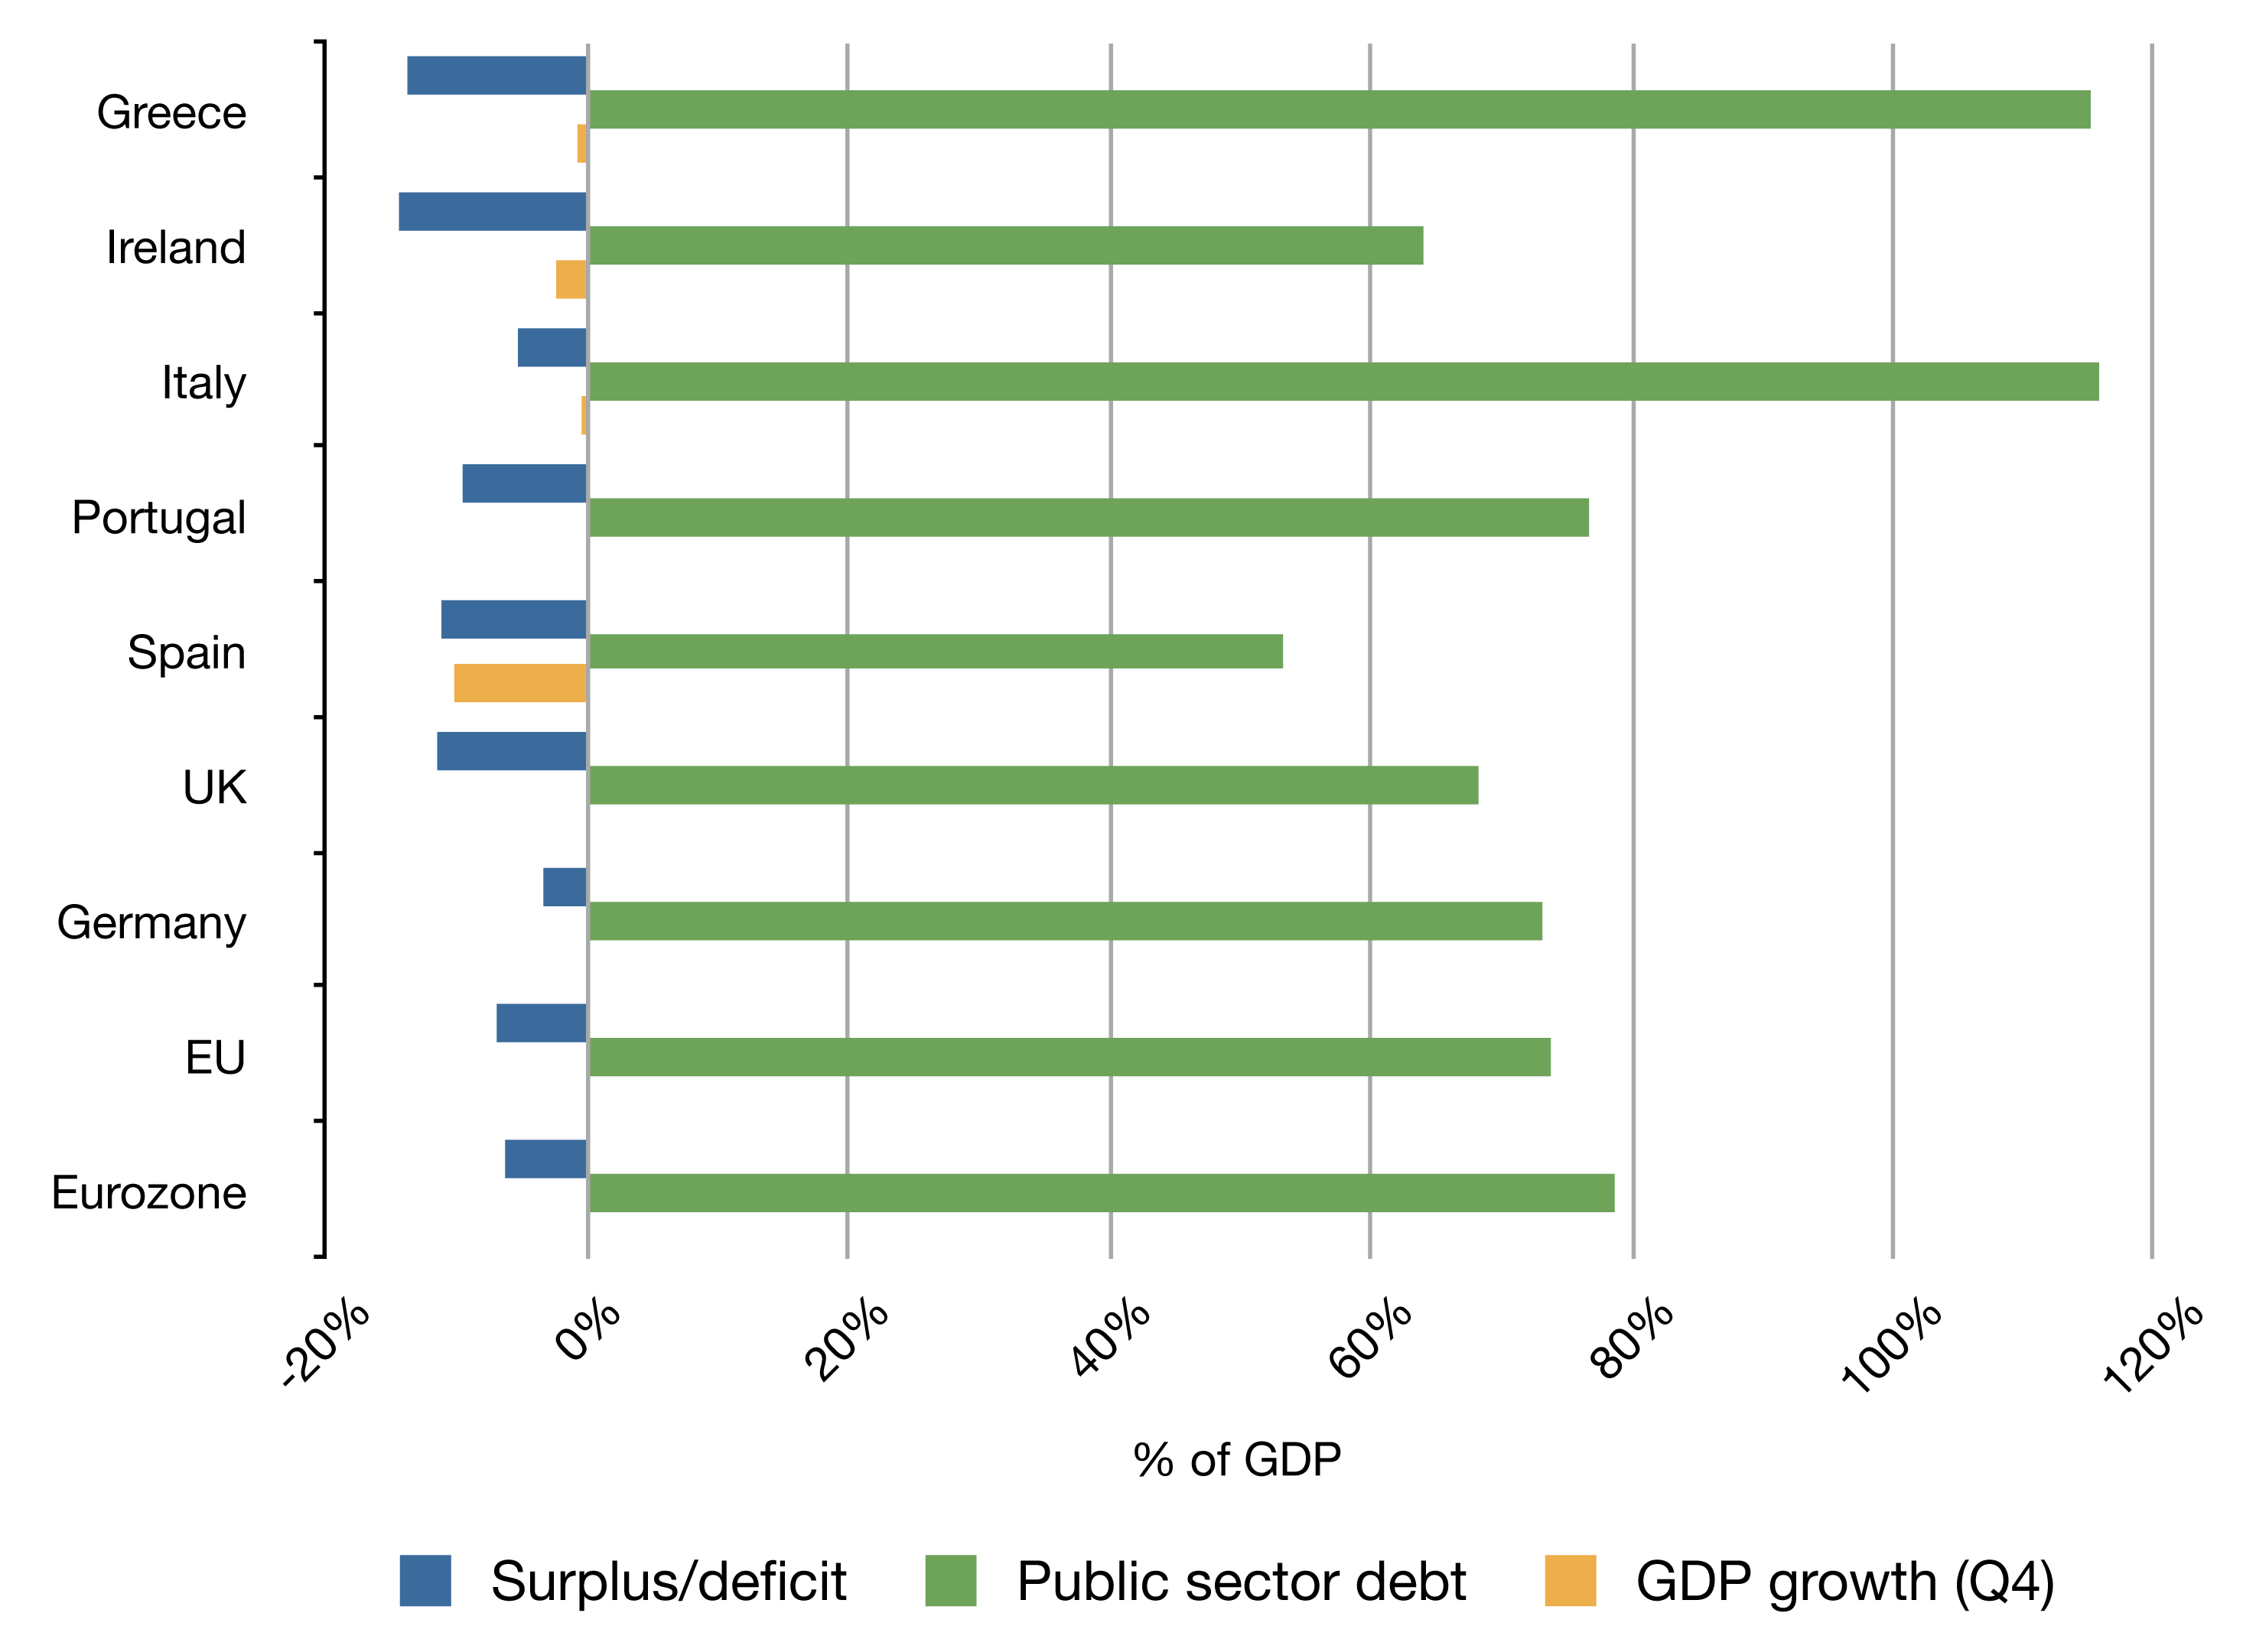 Greece
Ireland
Italy
Portugal
Spain
UK
Germany
EU
Eurozone
-20% 0% 20% 40% 60% 80% 100% 120%
% of GDP
Surplus/deficit Public sector debt GDP growth (Q4)